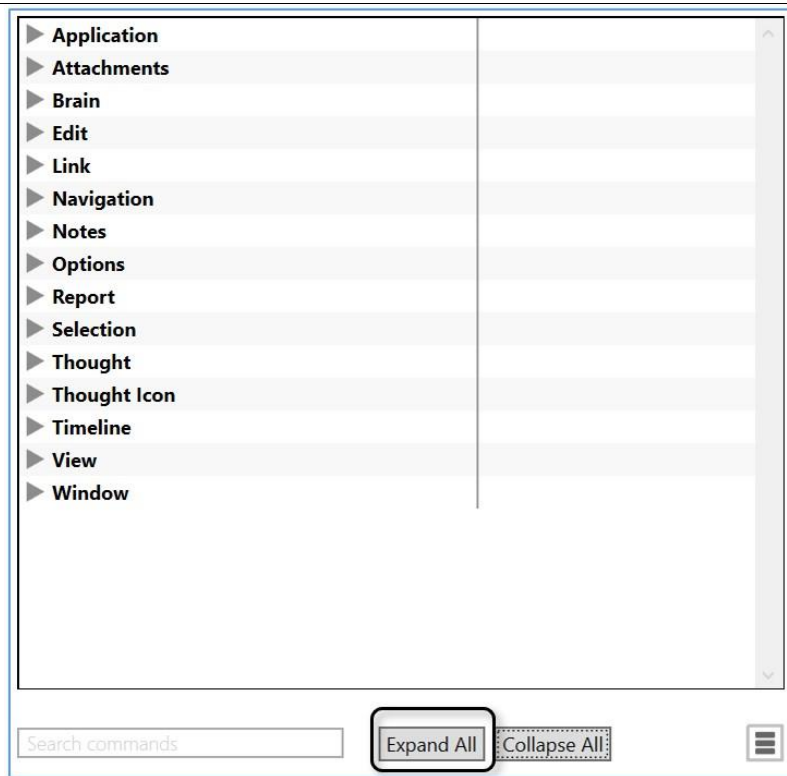 Application
Attachments
Brain
Edit
Link
Navigation
Notes
Options
Report
Selection
Thought
Thought Icon
Timeline
View
Window
Search commands Expand All Collapse All